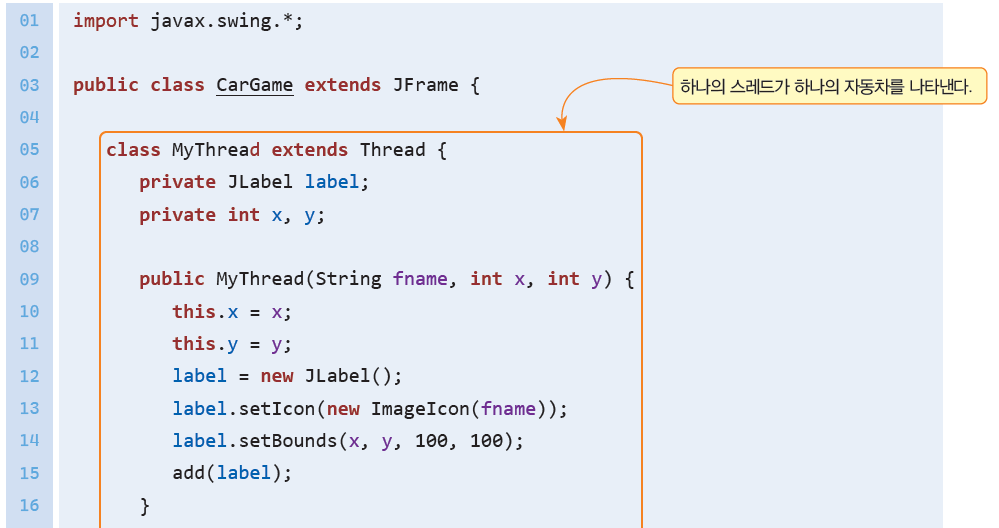 01 import javax.swing.*;
02
03 public class CarGame extends JFrame {
하나의 스레드가 하나의 자동차를 나타낸다.
04
05 class MyThread extends Thread {
06 private JLabel label;
07 private int x, y;
08
09 public MyThread(String fname, int x, int y) {
10 this.x = x;
11 this.y = y;
12 label = new JLabel();
13 label.setIcon(new ImageIcon(fname));
14 label.setBounds(x, y, 100, 100);
15 add(label);
16 }